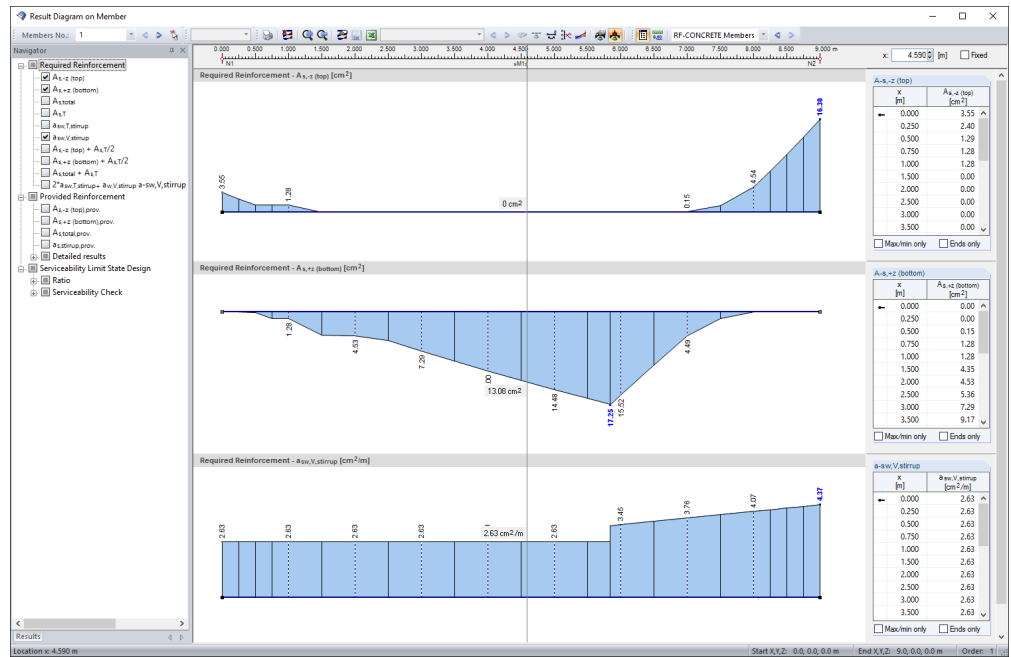 Result Diagram on Member
Members No.: 1
RF-CONCRETE Members
x: 4.590 [m] Fixed
Navigator
Required Reinforcement
As,-z (top)
As,+z (bottom)
As,total
As,T
asw,T,stirrup
asw,V,stirrup
As,-z (top) + As,T/2
As,+z (bottom) + As,T/2
As,total + As,T
2*asw,T,stirrup+ aw,V,stirrup a-sw,V,stirrup
Provided Reinforcement
As,-z (top),prov.
As,+z (bottom),prov.
As,total,prov.
as,stirrup,prov.
Detailed results
Serviceability Limit State Design
Ratio
Serviceability Check
Results
0.000 0.500 1.000 1.500 2.000 2.500 3.000 3.500 4.000 4.500 5.000 5.500 6.000 6.500 7.000 7.500 8.000 8.500 9.000 m
N1 »M1« N2
Required Reinforcement - As,-z (top) [cm2]
3.55
1.28
0 cm2
0.15
4.54
16.30
A-s,-z (top)
x [m] As,-z (top) [cm2]
0.000 3.55
0.250 2.40
0.500 1.29
0.750 1.28
1.000 1.28
1.500 0.00
2.000 0.00
2.500 0.00
3.000 0.00
3.500 0.00
Max/min only Ends only
Required Reinforcement - As,+z (bottom) [cm2]
1.28
4.53
7.29
13.08 cm2
14.48
17.25
15.52
4.49
A-s,+z (bottom)
x [m] As,+z (bottom) [cm2]
0.000 0.00
0.250 0.00
0.500 0.15
0.750 1.28
1.000 1.28
1.500 4.35
2.000 4.53
2.500 5.36
3.000 7.29
3.500 9.17
Max/min only Ends only
Required Reinforcement - asw,V,stirrup [cm2/m]
2.63
2.63
2.63
2.63
2.63 cm2/m
2.63
3.45
3.76
4.07
4.37
a-sw,V,stirrup
x [m] asw,V,stirrup [cm2/m]
0.000 2.63
0.250 2.63
0.500 2.63
0.750 2.63
1.000 2.63
1.500 2.63
2.000 2.63
2.500 2.63
3.000 2.63
3.500 2.63
Max/min only Ends only
Location x: 4.590 m
Start X,Y,Z: 0.0, 0.0, 0.0 m
End X,Y,Z: 9.0, 0.0, 0.0 m
Order: 1